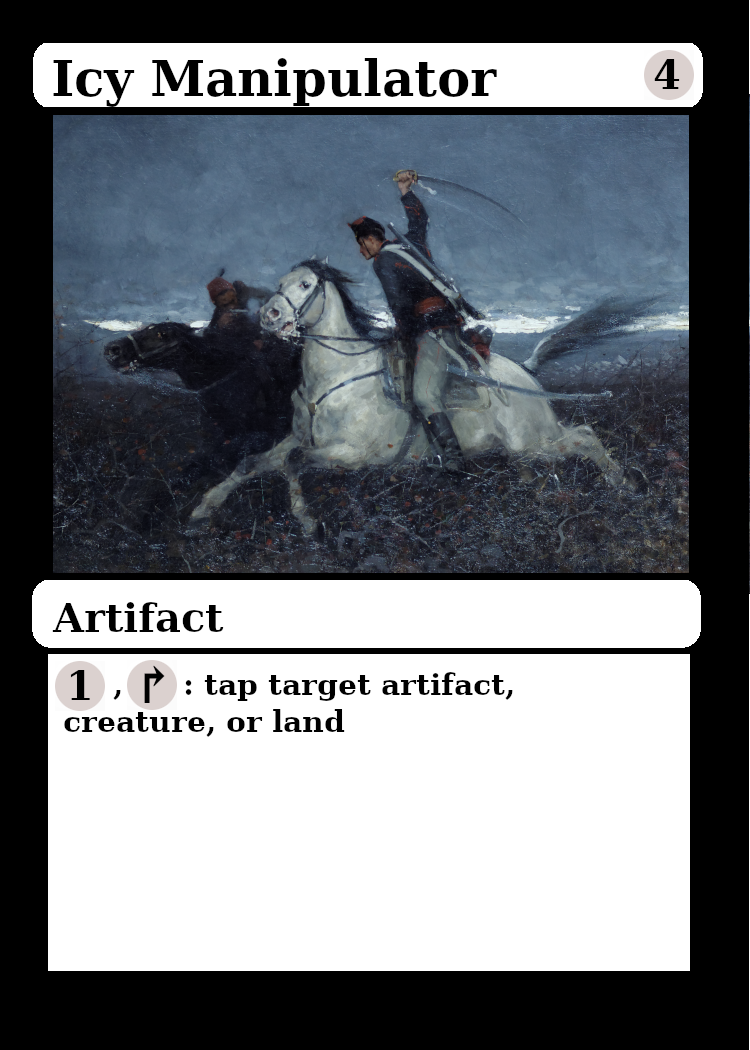 Icy Manipulator 4
Artifact
1 , ↱ : tap target artifact,
creature, or land